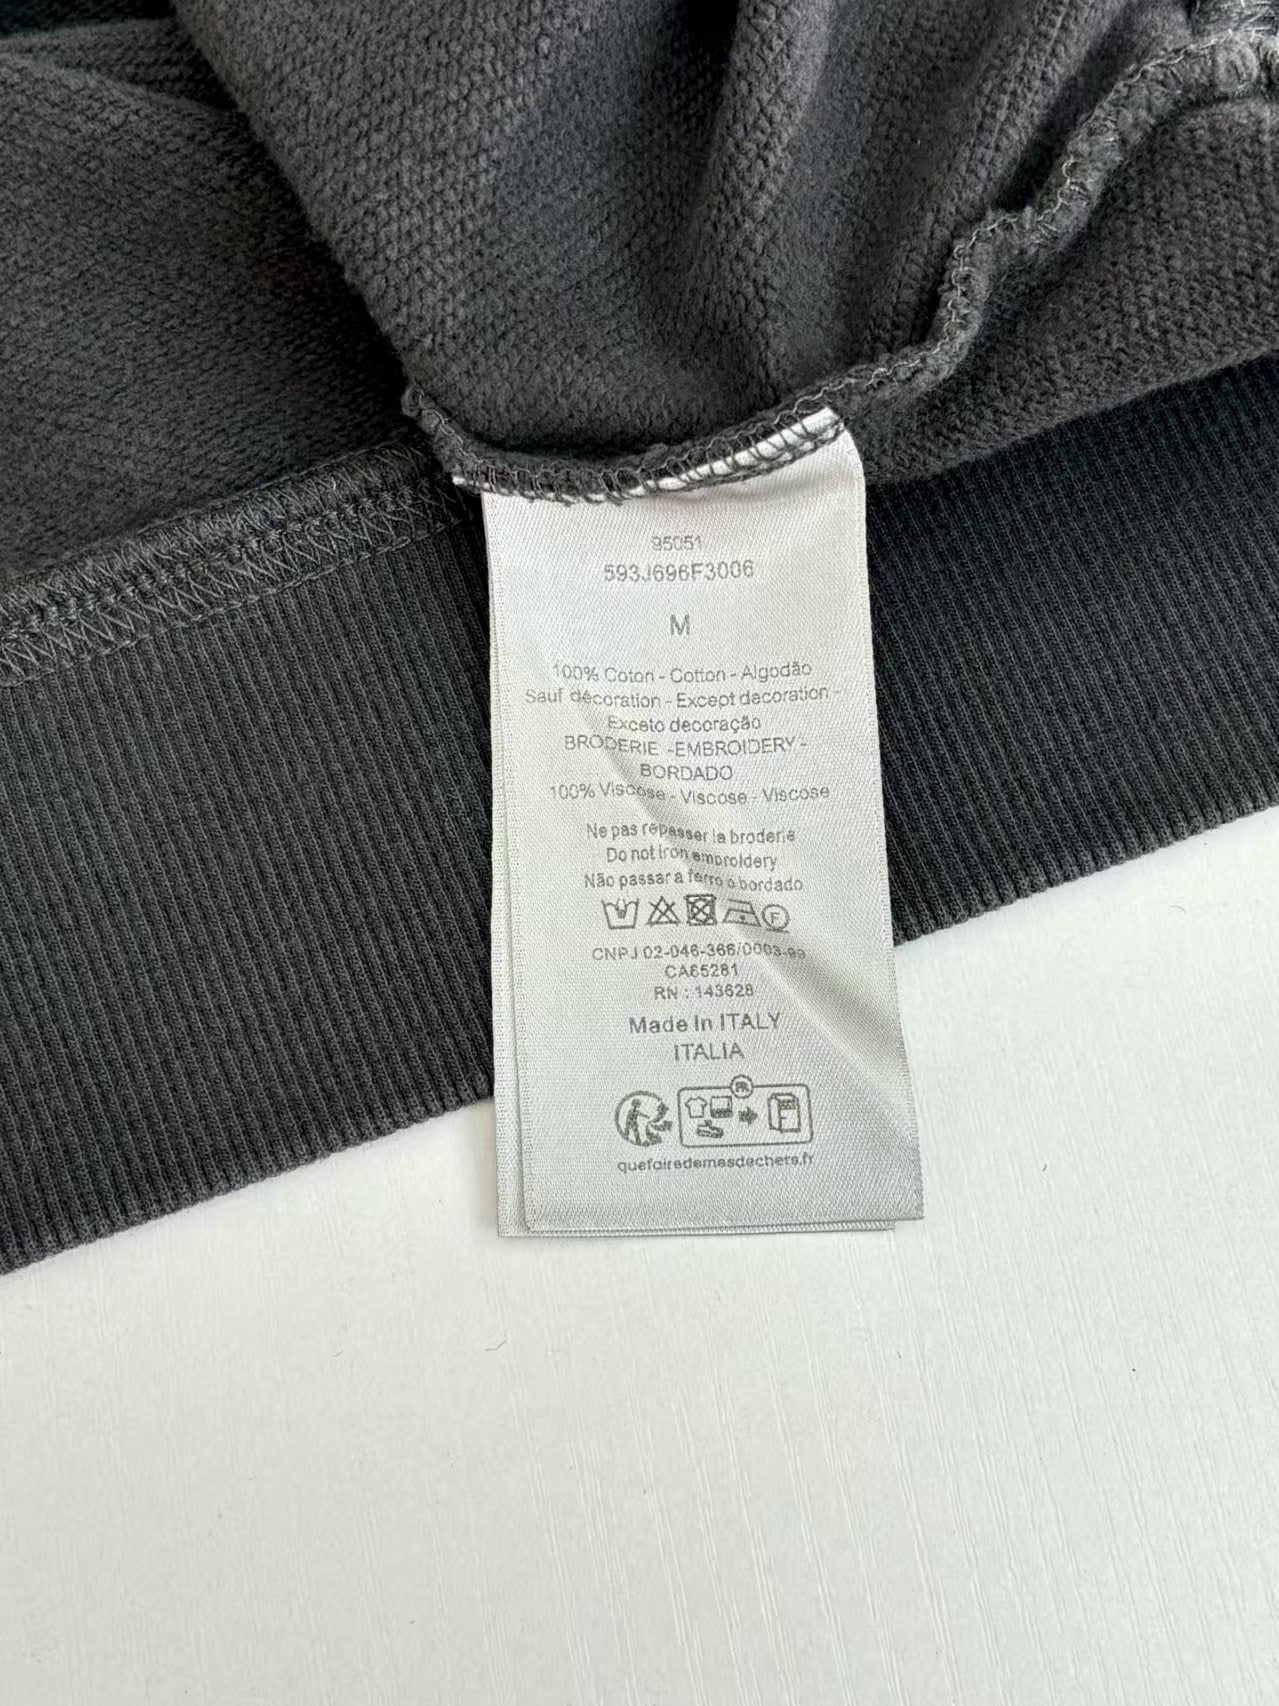 95051
593J696F3006
M
100% Coton - Cotton - Algodão
Sauf décoration - Except decoration -
Exceto decoração
BRODERIE -EMBROIDERY -
BORDADO
100% Viscose - Viscose - Viscose
Ne pas repasser la broderie
Do not iron embroidery
Não passar a ferro o bordado
F
CNPJ 02-046-366/0003-99
CA65281
RN : 143628
Made In ITALY
ITALIA
FR
quefairedemesdechets.fr